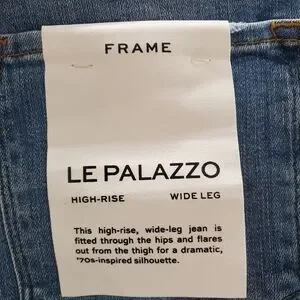 FRAME
LE PALAZZO
HIGH-RISE WIDE LEG
This high-rise, wide-leg jean is
fitted through the hips and flares
out from the thigh for a dramatic,
'70s-inspired silhouette.